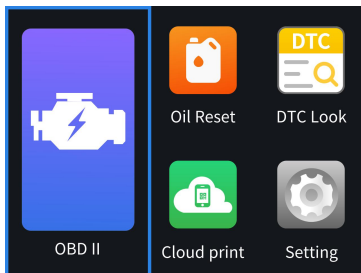 DTC
Oil Reset
DTC Look
OBD II
Cloud print
Setting